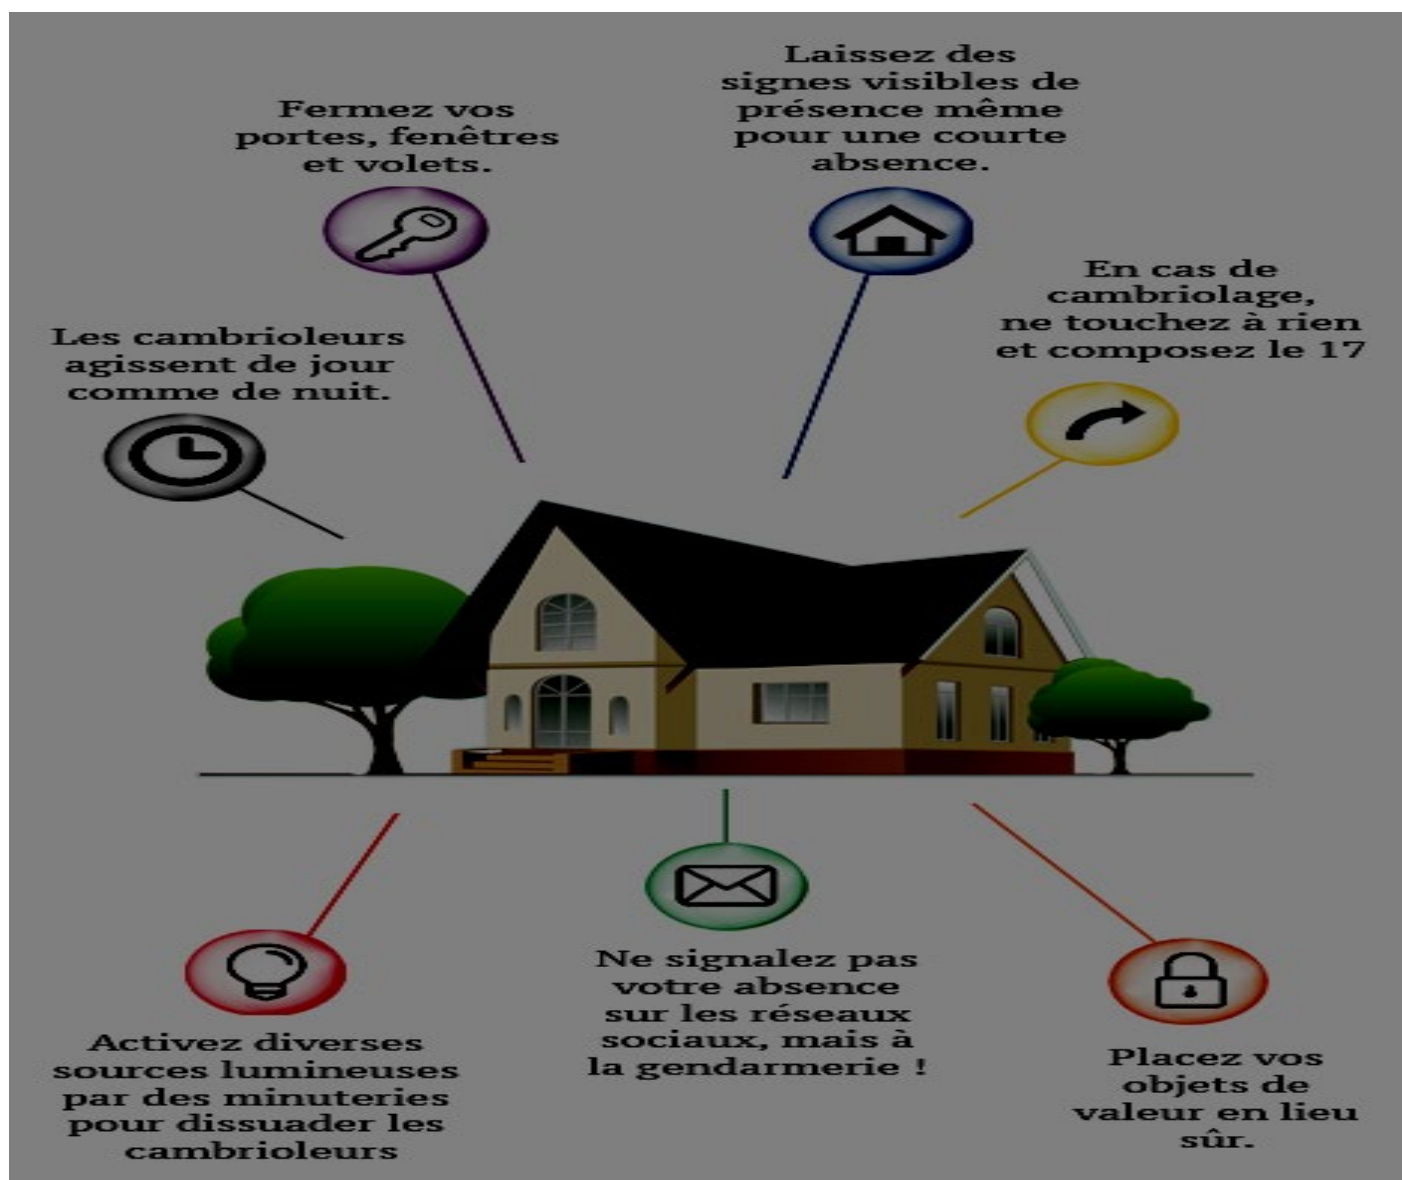 Laissez des
signes visibles de
présence même
pour une courte
absence.
Fermez vos
portes, fenêtres
et volets.
En cas de
cambriolage,
ne touchez à rien
et composez le 17
Les cambrioleurs
agissent de jour
comme de nuit.
Ne signalez pas
votre absence
sur les réseaux
sociaux, mais à
la gendarmerie !
Activez diverses
sources lumineuses
par des minuteries
pour dissuader les
cambrioleurs
Placez vos
objets de
valeur en lieu
sûr.